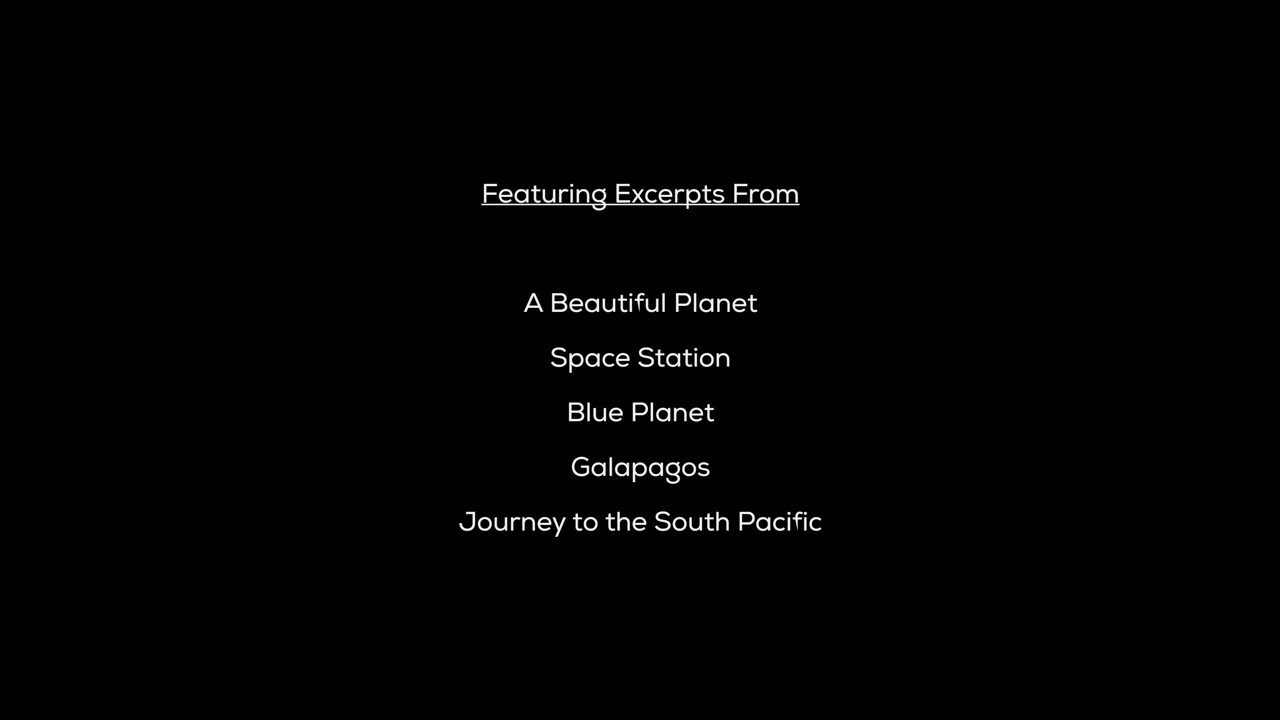 Featuring Excerpts From
A Beautiful Planet
Space Station
Blue Planet
Galapagos
Journey to the South Pacific